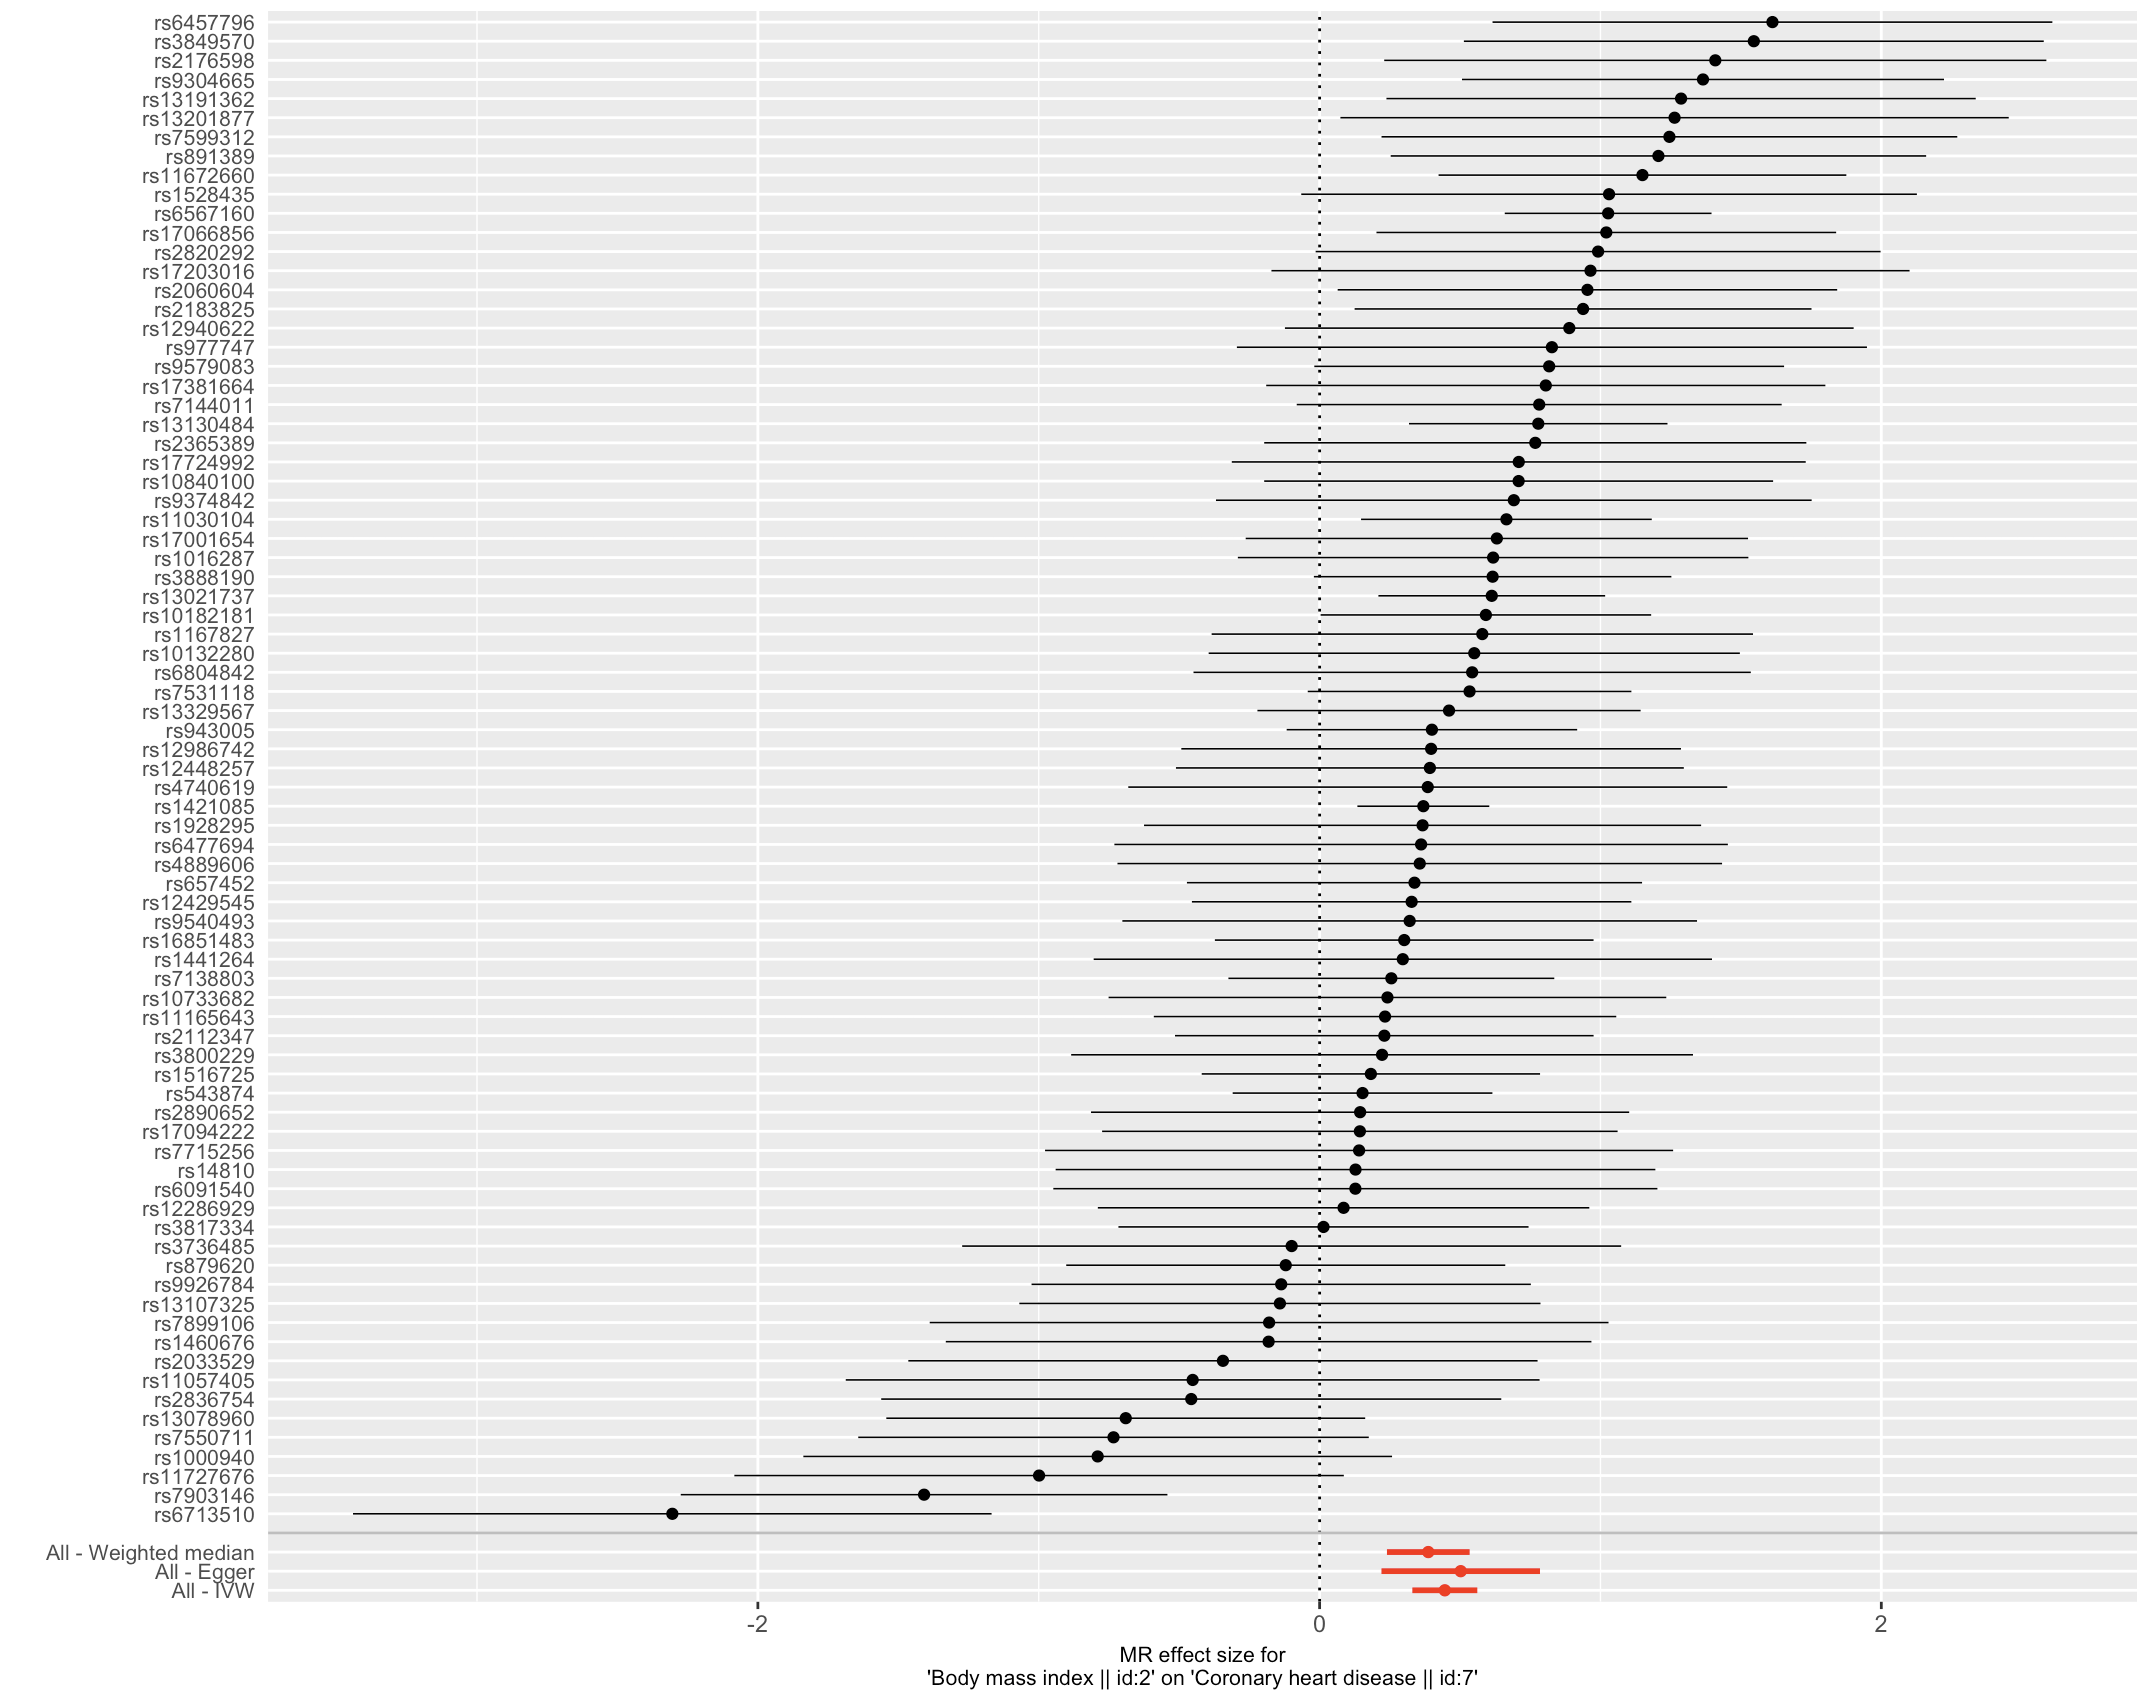 rs6457796
rs3849570
rs2176598
rs9304665
rs13191362
rs13201877
rs7599312
rs891389
rs11672660
rs1528435
rs6567160
rs17066856
rs2820292
rs17203016
rs2060604
rs2183825
rs12940622
rs977747
rs9579083
rs17381664
rs7144011
rs13130484
rs2365389
rs17724992
rs10840100
rs9374842
rs11030104
rs17001654
rs1016287
rs3888190
rs13021737
rs10182181
rs1167827
rs10132280
rs6804842
rs7531118
rs13329567
rs943005
rs12986742
rs12448257
rs4740619
rs1421085
rs1928295
rs6477694
rs4889606
rs657452
rs12429545
rs9540493
rs16851483
rs1441264
rs7138803
rs10733682
rs11165643
rs2112347
rs3800229
rs1516725
rs543874
rs2890652
rs17094222
rs7715256
rs14810
rs6091540
rs12286929
rs3817334
rs3736485
rs879620
rs9926784
rs13107325
rs7899106
rs1460676
rs2033529
rs11057405
rs2836754
rs13078960
rs7550711
rs1000940
rs11727676
rs7903146
rs6713510
All - Weighted median
All - Egger
All - IVW
-2 0 2
MR effect size for
'Body mass index || id:2' on 'Coronary heart disease || id:7'